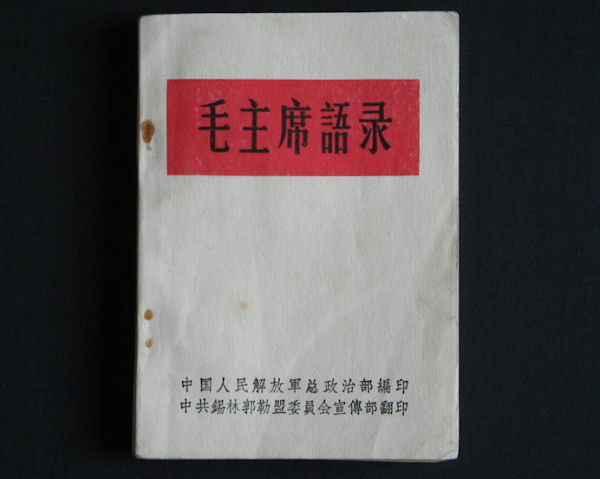 毛主席語录
中国人民解放軍总政治部編印
中共錫林郭勒盟委員会宣傳部翻印